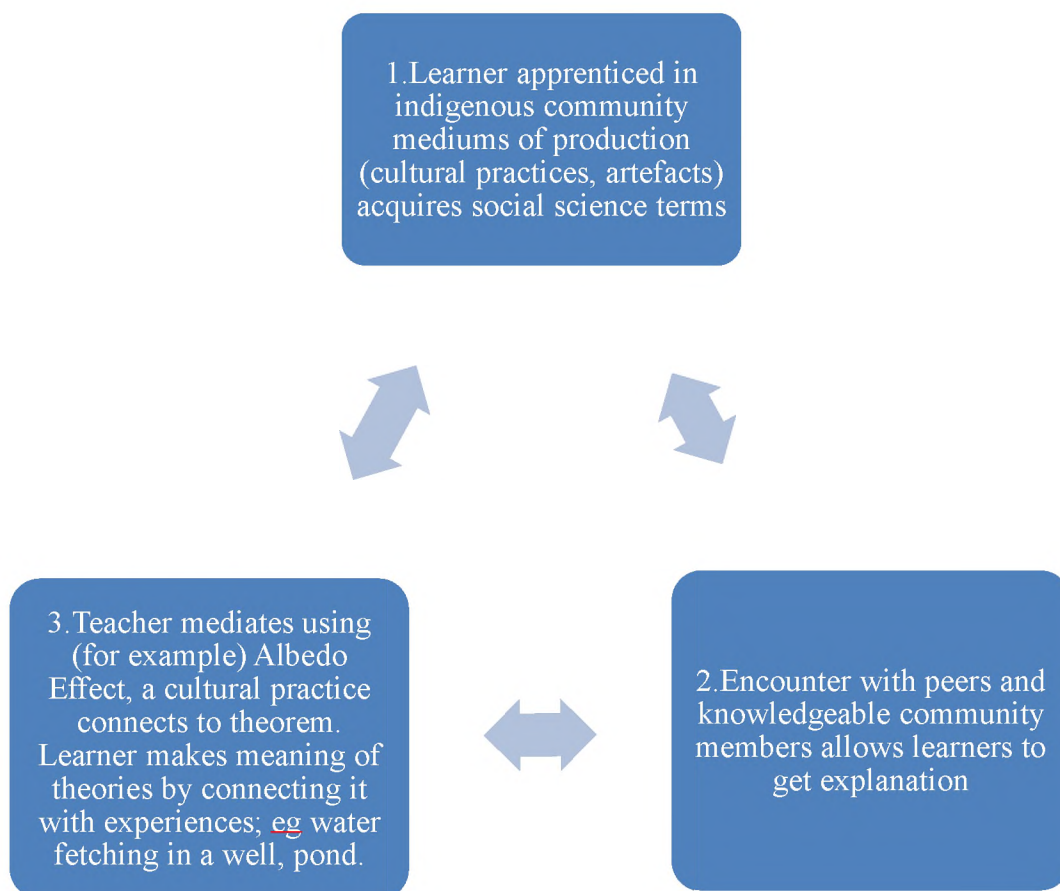 1.Learner apprenticed in
indigenous community
mediums of production
(cultural practices, artefacts)
acquires social science terms
3.Teacher mediates using
(for example) Albedo
Effect, a cultural practice
connects to theorem.
Learner makes meaning of
theories by connecting it
with experiences; eg water
fetching in a well, pond.
2.Encounter with peers and
knowledgeable community
members allows learners to
get explanation